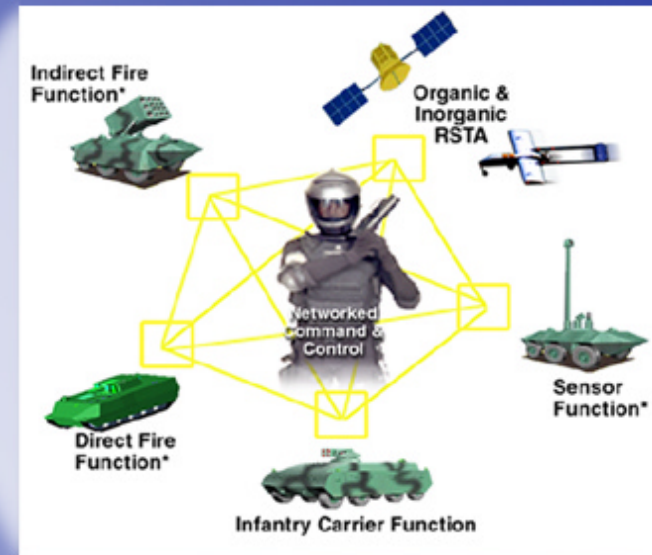 Indirect Fire
Function*
Organic &
Inorganic
RSTA
Networked
Command &
Control
Sensor
Function*
Direct Fire
Function*
Infantry Carrier Function